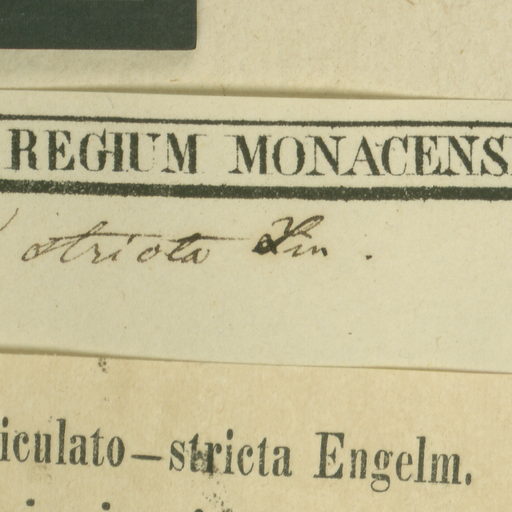 REGIUM MONACENS
stricta Lin .
iculato—stricta Engelm.